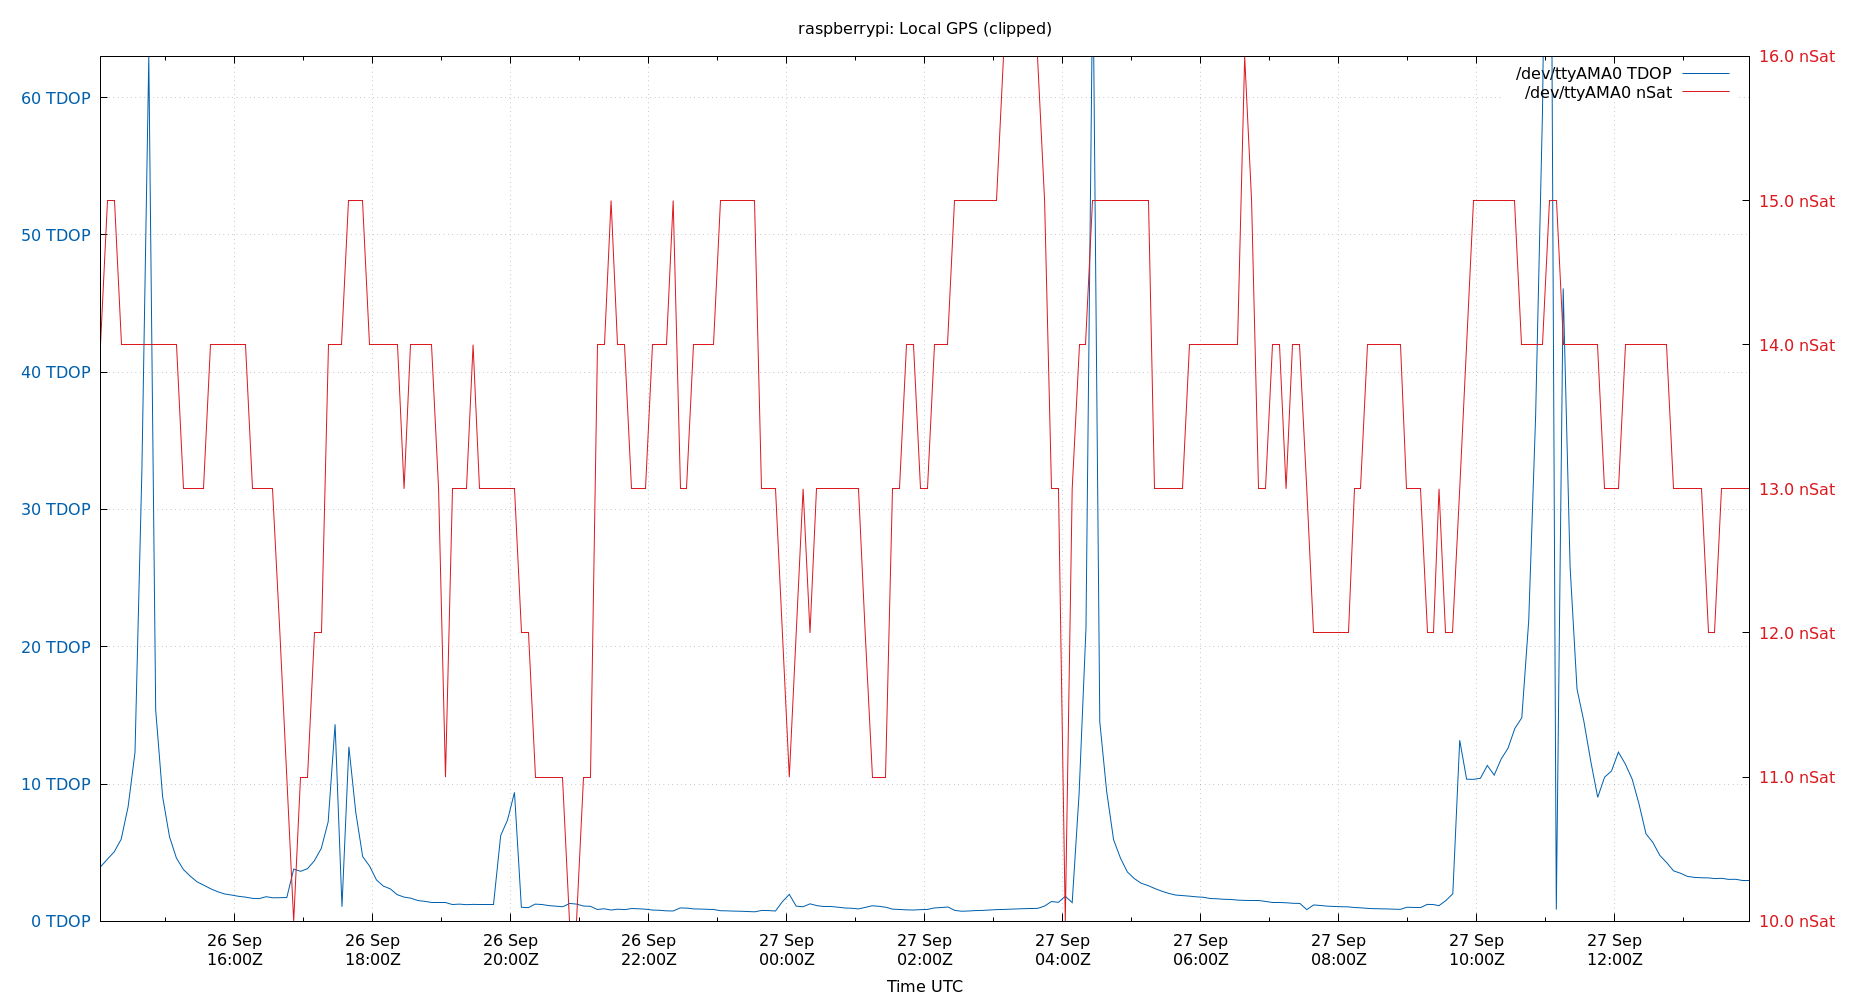 raspberrypi: Local GPS (clipped)
/dev/ttyAMA0 TDOP
/dev/ttyAMA0 nSat
60 TDOP
50 TDOP
40 TDOP
30 TDOP
20 TDOP
10 TDOP
0 TDOP
16.0 nSat
15.0 nSat
14.0 nSat
13.0 nSat
12.0 nSat
11.0 nSat
10.0 nSat
26 Sep
16:00Z
26 Sep
18:00Z
26 Sep
20:00Z
26 Sep
22:00Z
27 Sep
00:00Z
27 Sep
02:00Z
27 Sep
04:00Z
27 Sep
06:00Z
27 Sep
08:00Z
27 Sep
10:00Z
27 Sep
12:00Z
Time UTC